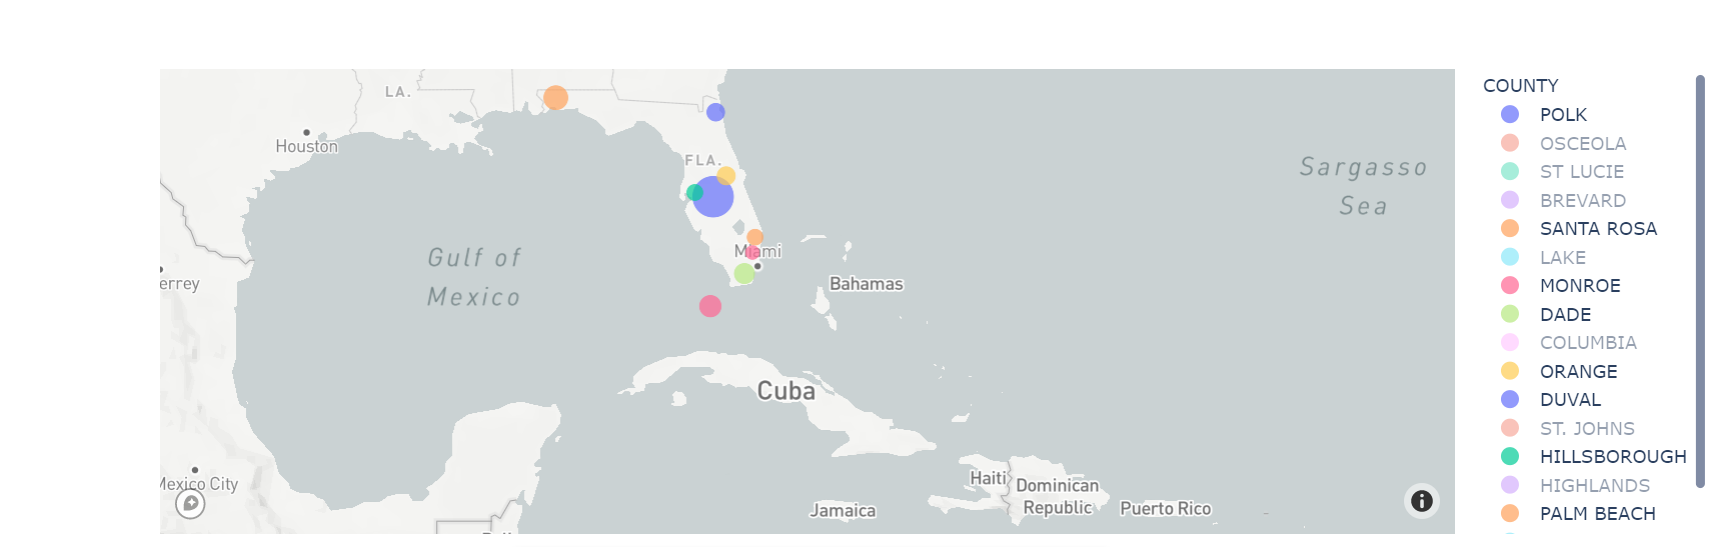 LA.
Houston
FLA.
Sargasso
Sea
Gulf of
Mexico
Miami
Bahamas
errey
Cuba
Mexico City
Haiti
Dominican
Republic
Jamaica
Puerto Rico
COUNTY
POLK
OSCEOLA
ST LUCIE
BREVARD
SANTA ROSA
LAKE
MONROE
DADE
COLUMBIA
ORANGE
DUVAL
ST. JOHNS
HILLSBOROUGH
HIGHLANDS
PALM BEACH